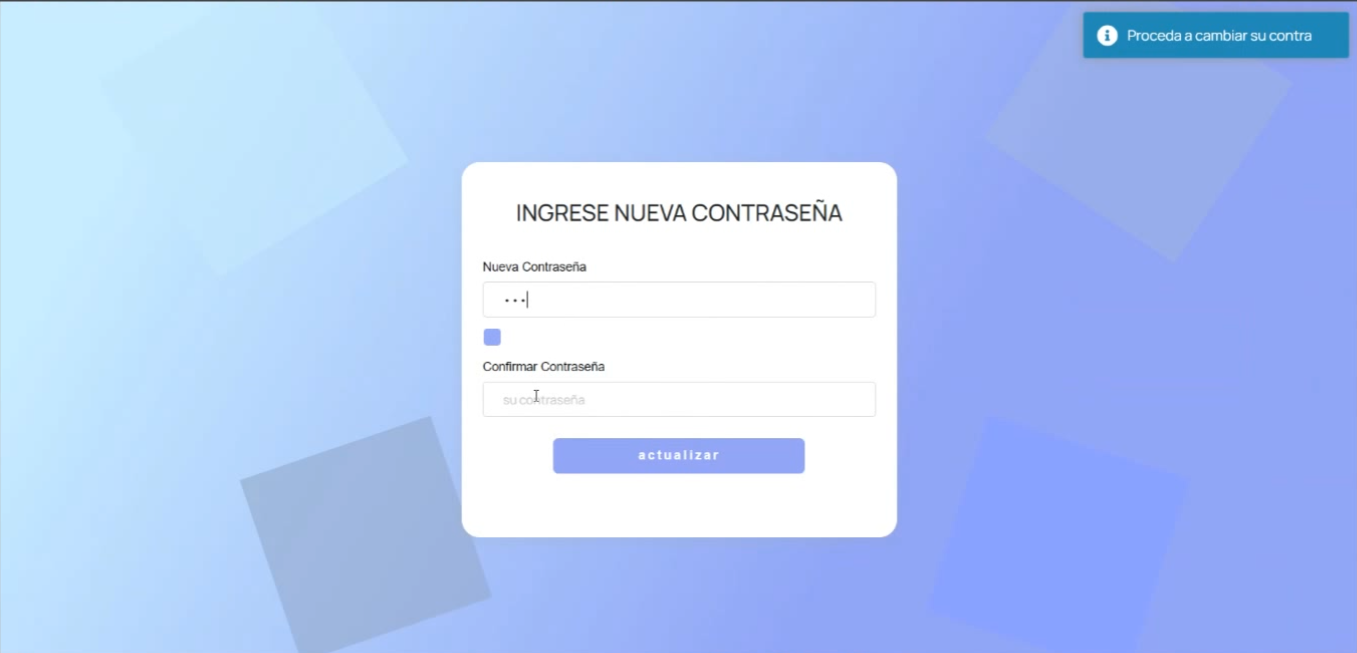 Proceda a cambiar su contra
INGRESE NUEVA CONTRASEÑA
Nueva Contraseña
•••
Confirmar Contraseña
su contraseña
actualizar